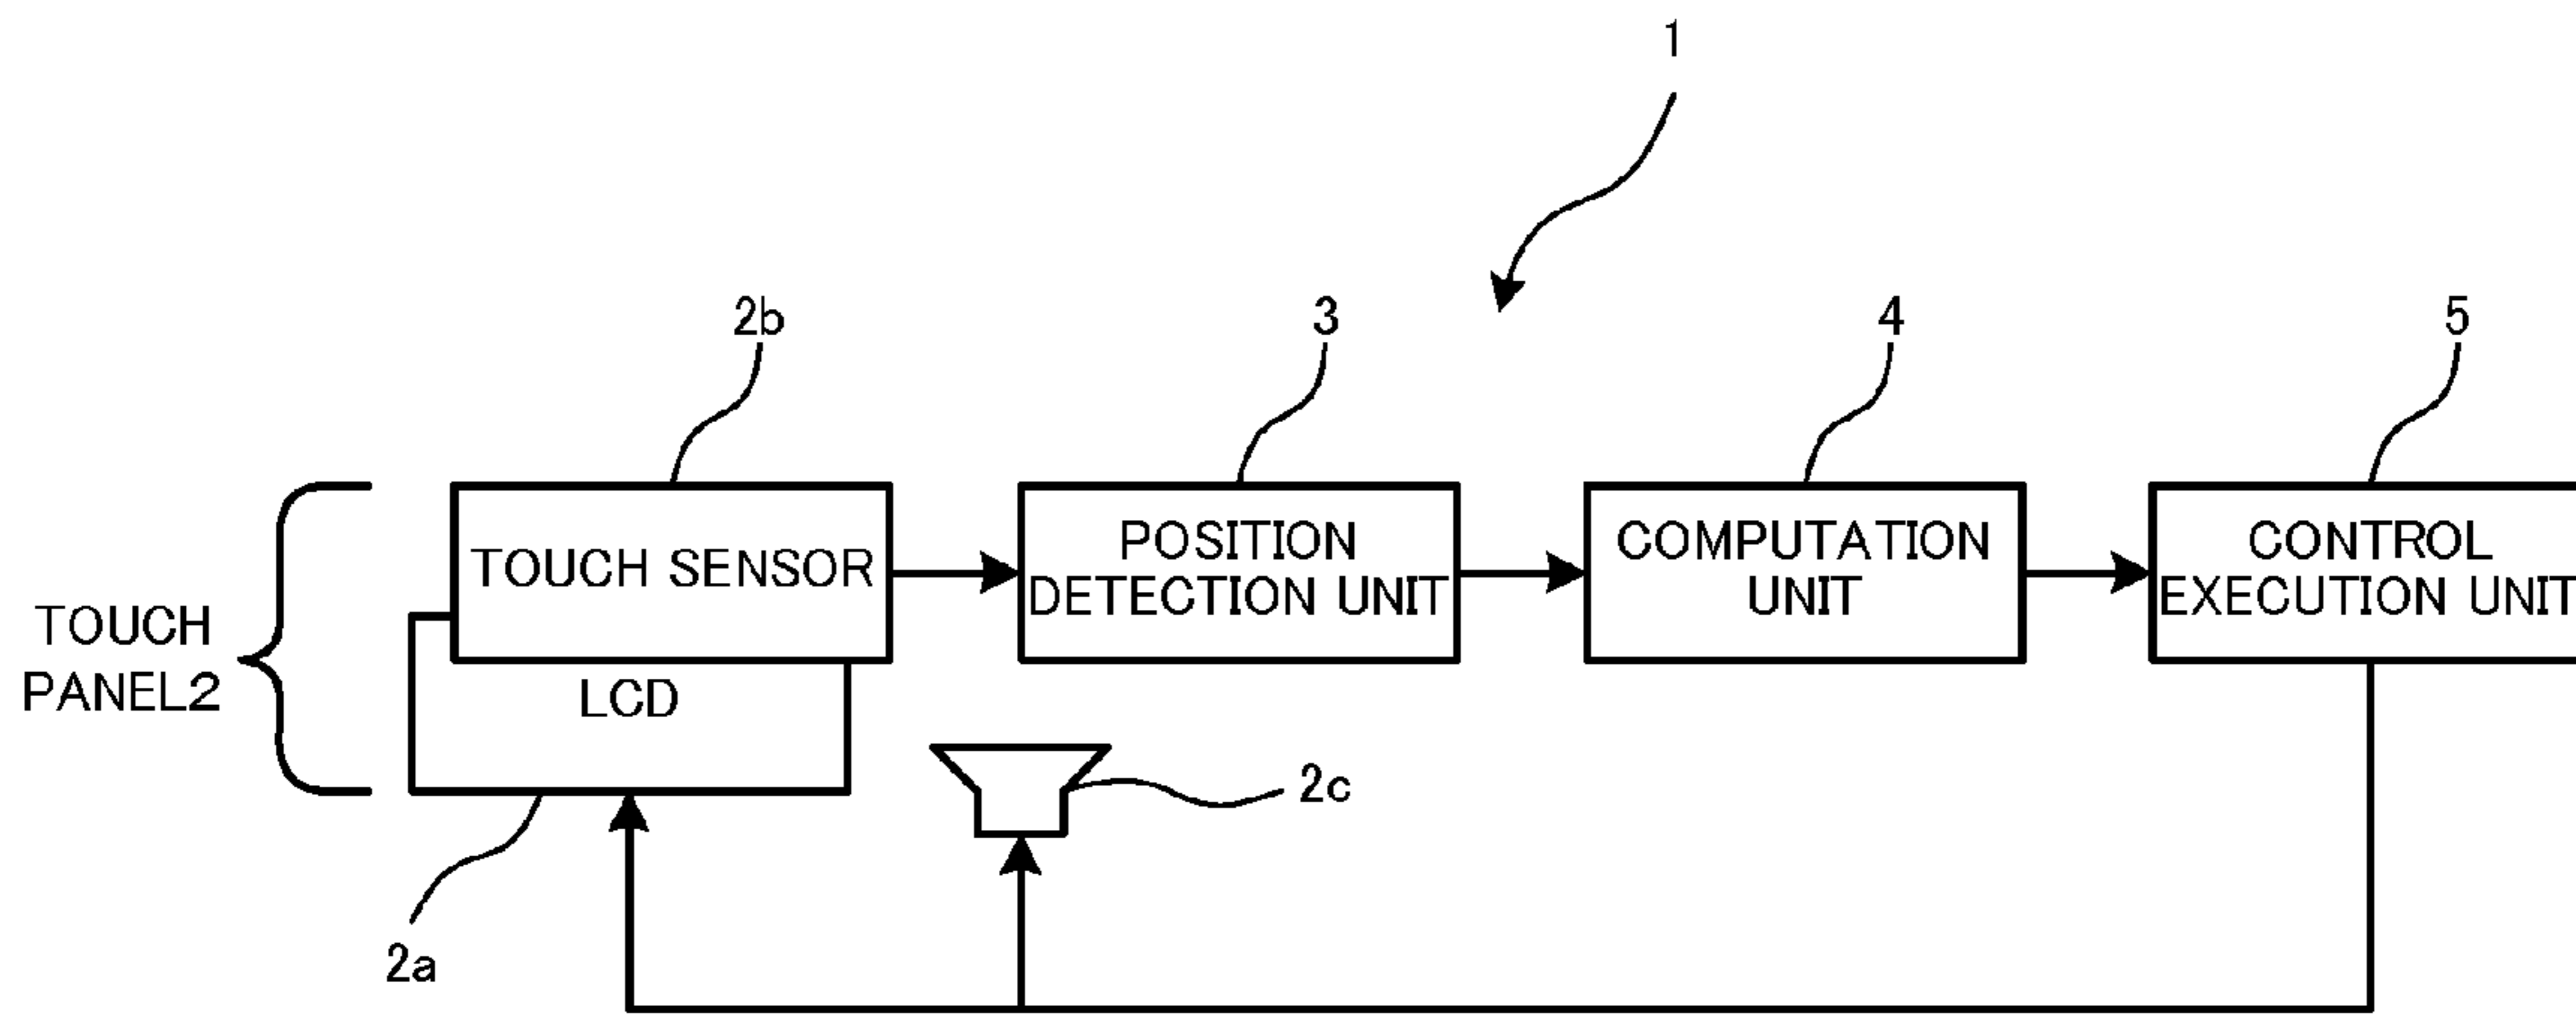 1
2b
3
4
5
TOUCH SENSOR
POSITION
DETECTION UNIT
COMPUTATION
UNIT
CONTROL
EXECUTION UNIT
TOUCH
PANEL2
LCD
2c
2a